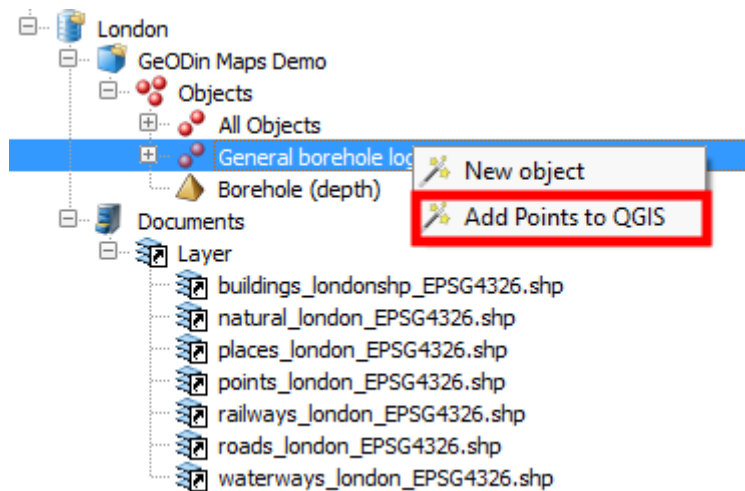 London
GeODin Maps Demo
Objects
All Objects
General borehole log
New object
Borehole (depth)
Add Points to QGIS
Documents
Layer
buildings_londonshp_EPSG4326.shp
natural_london_EPSG4326.shp
places_london_EPSG4326.shp
points_london_EPSG4326.shp
railways_london_EPSG4326.shp
roads_london_EPSG4326.shp
waterways_london_EPSG4326.shp